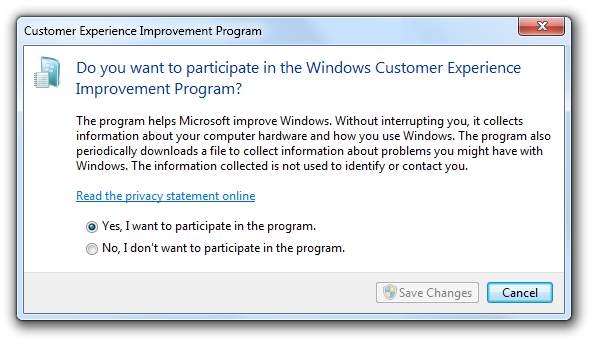 Customer Experience Improvement Program
Do you want to participate in the Windows Customer Experience
Improvement Program?
The program helps Microsoft improve Windows. Without interrupting you, it collects
information about your computer hardware and how you use Windows. The program also
periodically downloads a file to collect information about problems you might have with
Windows. The information collected is not used to identify or contact you.
Read the privacy statement online
Yes, I want to participate in the program.
No, I don't want to participate in the program.
Save Changes Cancel